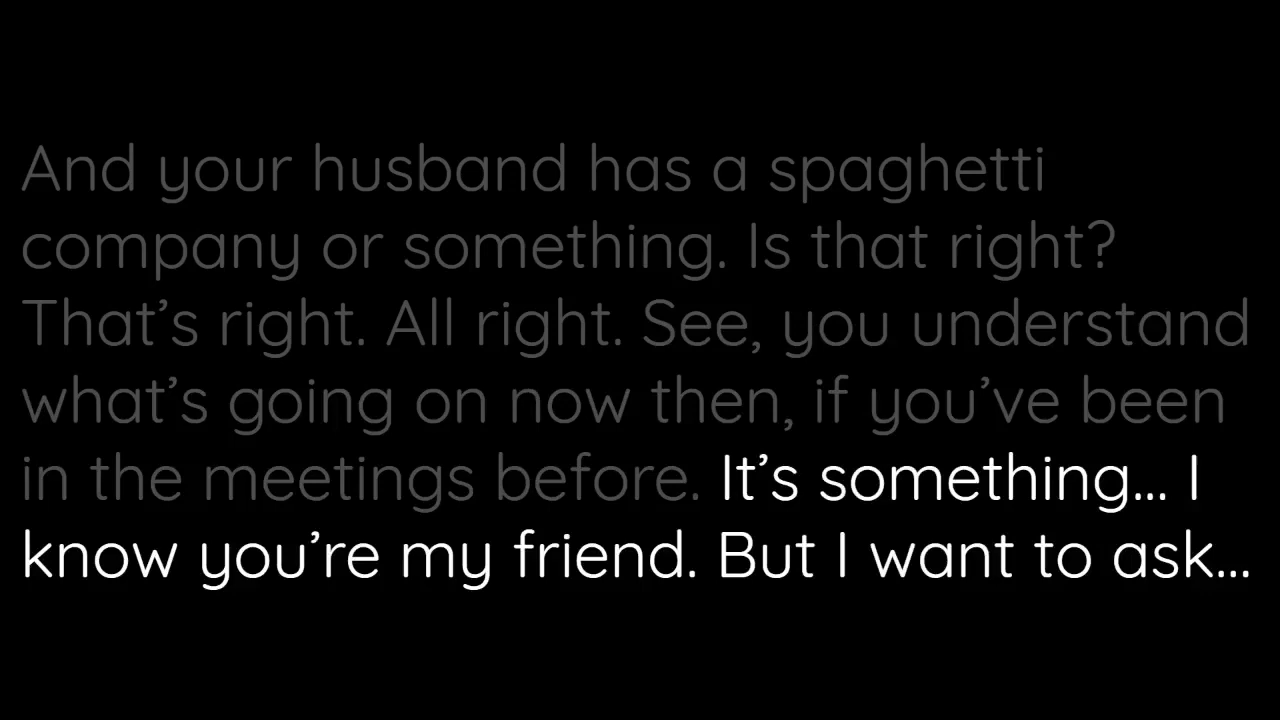 And your husband has a spaghetti
company or something. Is that right?
That’s right. All right. See, you understand
what’s going on now then, if you’ve been
in the meetings before. It’s something... I
know you’re my friend. But I want to ask...